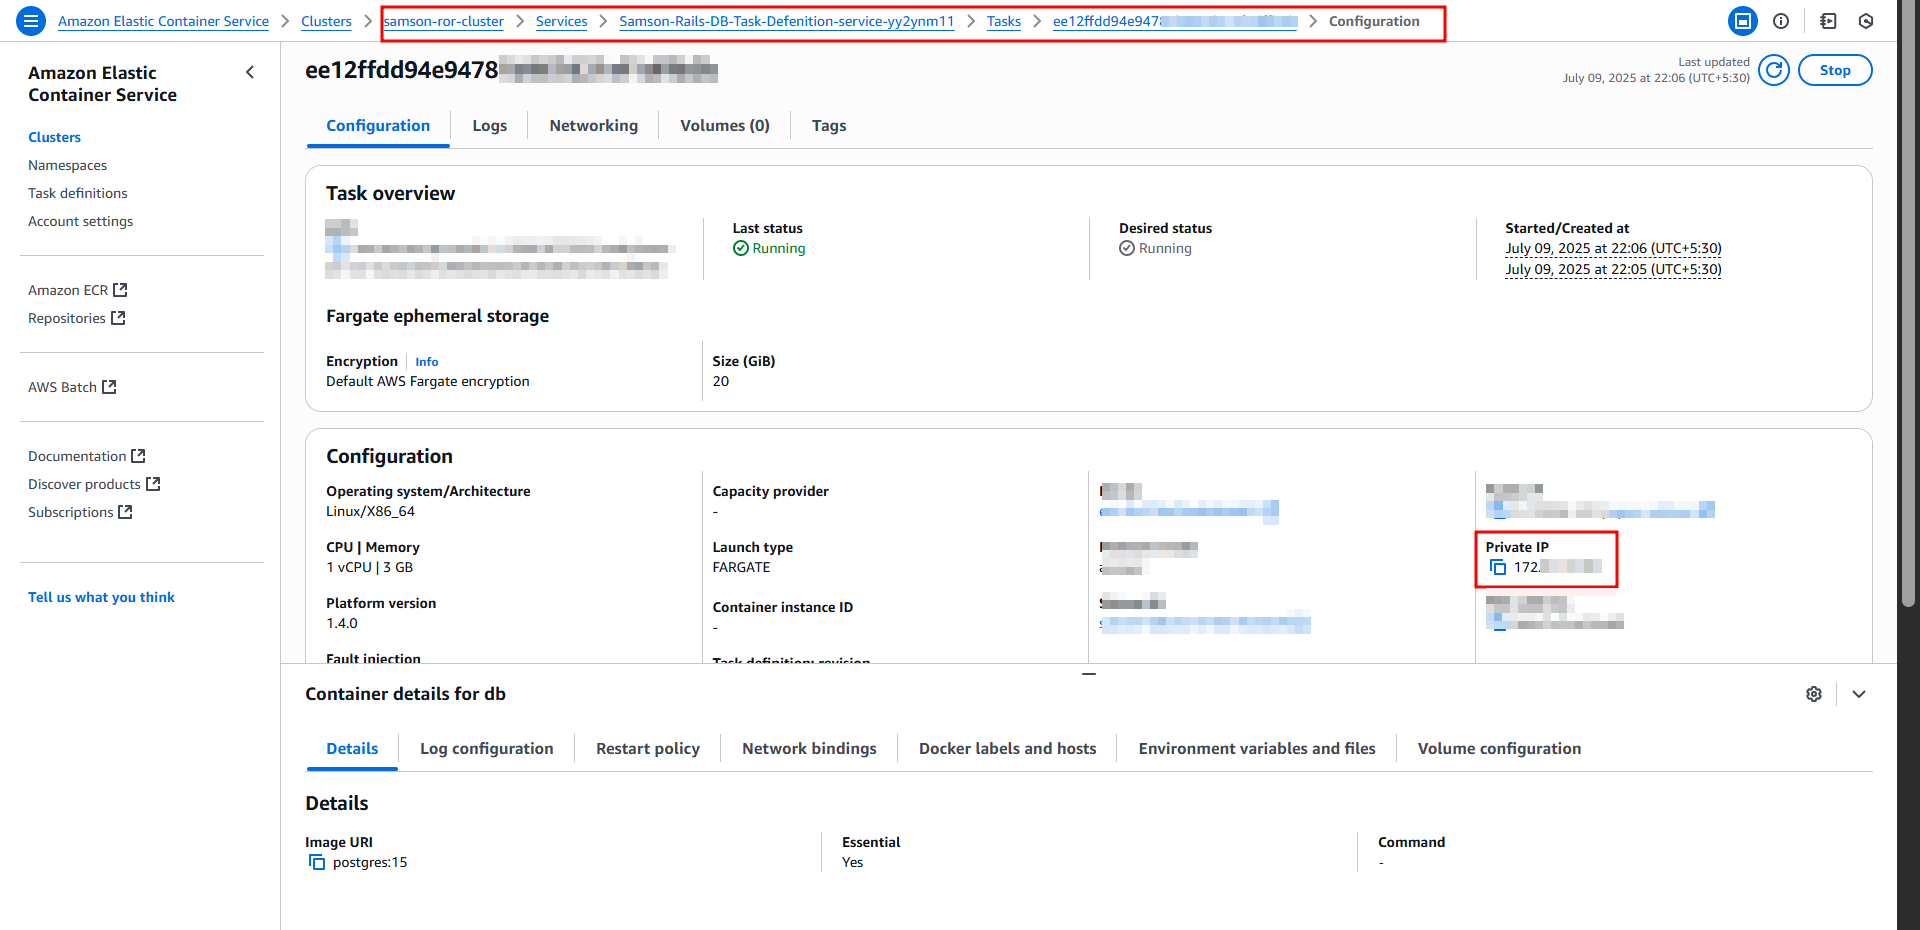 Amazon Elastic Container Service > Clusters > samson-ror-cluster > Services > Samson-Rails-DB-Task-Defenition-service-yy2ynm11 > Tasks > ee12ffdd94e947 > Configuration
Amazon Elastic
Container Service
Clusters
Namespaces
Task definitions
Account settings
Amazon ECR
Repositories
AWS Batch
Documentation
Discover products
Subscriptions
Tell us what you think
ee12ffdd94e9478
Last updated
July 09, 2025 at 22:06 (UTC+5:30)
Stop
Configuration Logs Networking Volumes (0) Tags
Task overview
Last status
Running
Desired status
Running
Started/Created at
July 09, 2025 at 22:06 (UTC+5:30)
July 09, 2025 at 22:05 (UTC+5:30)
Fargate ephemeral storage
Encryption Info
Default AWS Fargate encryption
Size (GiB)
20
Configuration
Operating system/Architecture
Linux/X86_64
CPU | Memory
1 vCPU | 3 GB
Platform version
1.4.0
Fault injection
Capacity provider
-
Launch type
FARGATE
Container instance ID
-
Task definition: revision
Private IP
172.
Container details for db
Details Log configuration Restart policy Network bindings Docker labels and hosts Environment variables and files Volume configuration
Details
Image URI
postgres:15
Essential
Yes
Command
-